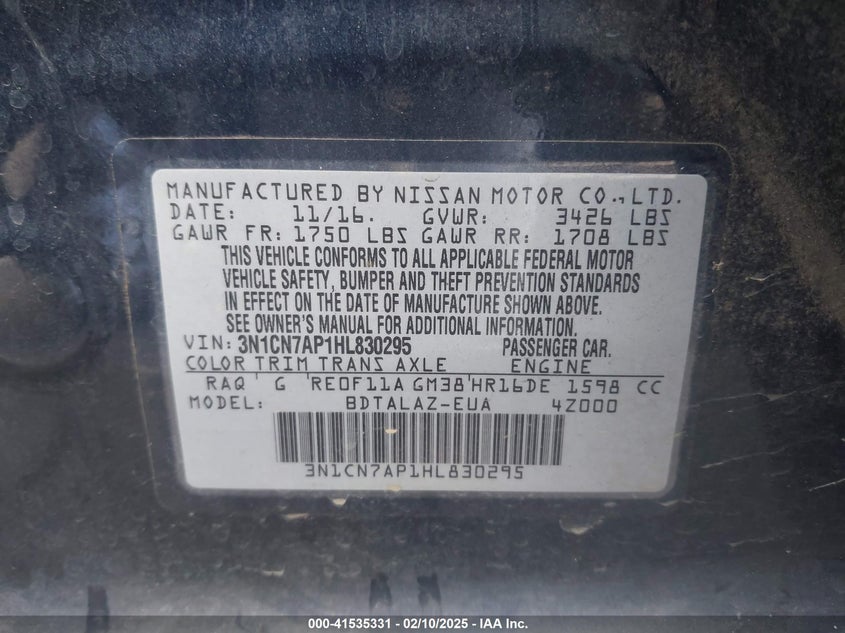 MANUFACTURED BY NISSAN MOTOR CO.,LTD.
DATE: 11/16. GVWR: 3426 LBS
GAWR FR: 1750 LBS GAWR RR: 1708 LBS
THIS VEHICLE CONFORMS TO ALL APPLICABLE FEDERAL MOTOR
VEHICLE SAFETY, BUMPER AND THEFT PREVENTION STANDARDS
IN EFFECT ON THE DATE OF MANUFACTURE SHOWN ABOVE.
SEE OWNER'S MANUAL FOR ADDITIONAL INFORMATION.
VIN: 3N1CN7AP1HL830295 PASSENGER CAR.
COLOR TRIM TRANS AXLE ENGINE
RAQ G RE0F11A GM38 HR16DE 1598 CC
MODEL: BDTALAZ-EUA 4Z000
3N1CN7AP1HL830295
000-41535331 - 02/10/2025 - IAA Inc.